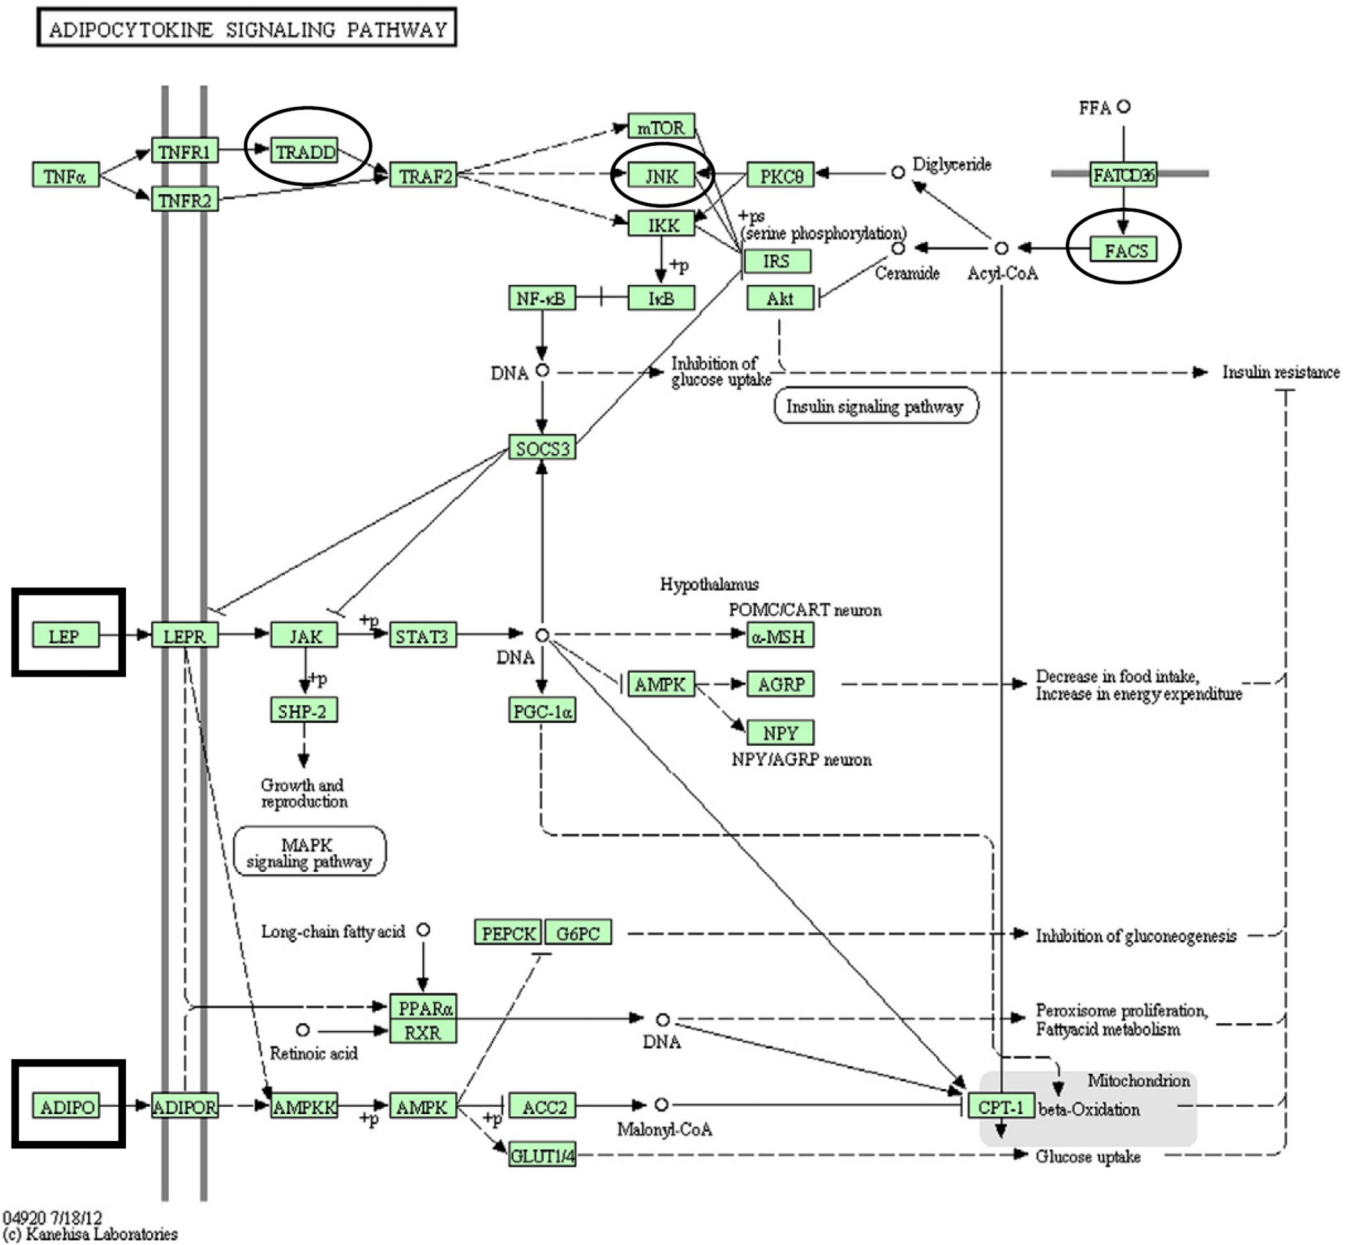 ADIPOCYTOKINE SIGNALING PATHWAY
FFA
mTOR
TNFR1
TRADD
TNFα
TRAF2
JNK
PKCθ
Diglyceride
FATCD36
TNFR2
IKK
+ps
(serine phosphorylation)
FACS
+p
IRS
Ceramide
Acyl-CoA
NF-κB
IκB
Akt
DNA
Inhibition of
glucose uptake
Insulin resistance
Insulin signaling pathway
SOCS3
Hypothalamus
POMC/CART neuron
LEP
LEPR
JAK
+p
STAT3
DNA
α-MSH
+p
AMPK
AGRP
Decrease in food intake,
Increase in energy expenditure
SHP-2
PGC-1α
NPY
NPY/AGRP neuron
Growth and
reproduction
MAPK
signaling pathway
Long-chain fatty acid
PEPCK
G6PC
Inhibition of gluconeogenesis
PPARα
RXR
Retinoic acid
DNA
Peroxisome proliferation,
Fattyacid metabolism
Mitochondrion
ADIPO
ADIPOR
AMPKK
+p
AMPK
+p
ACC2
Malonyl-CoA
CPT-1
beta-Oxidation
GLUT1/4
Glucose uptake
04920 7/18/12
(c) Kanehisa Laboratories